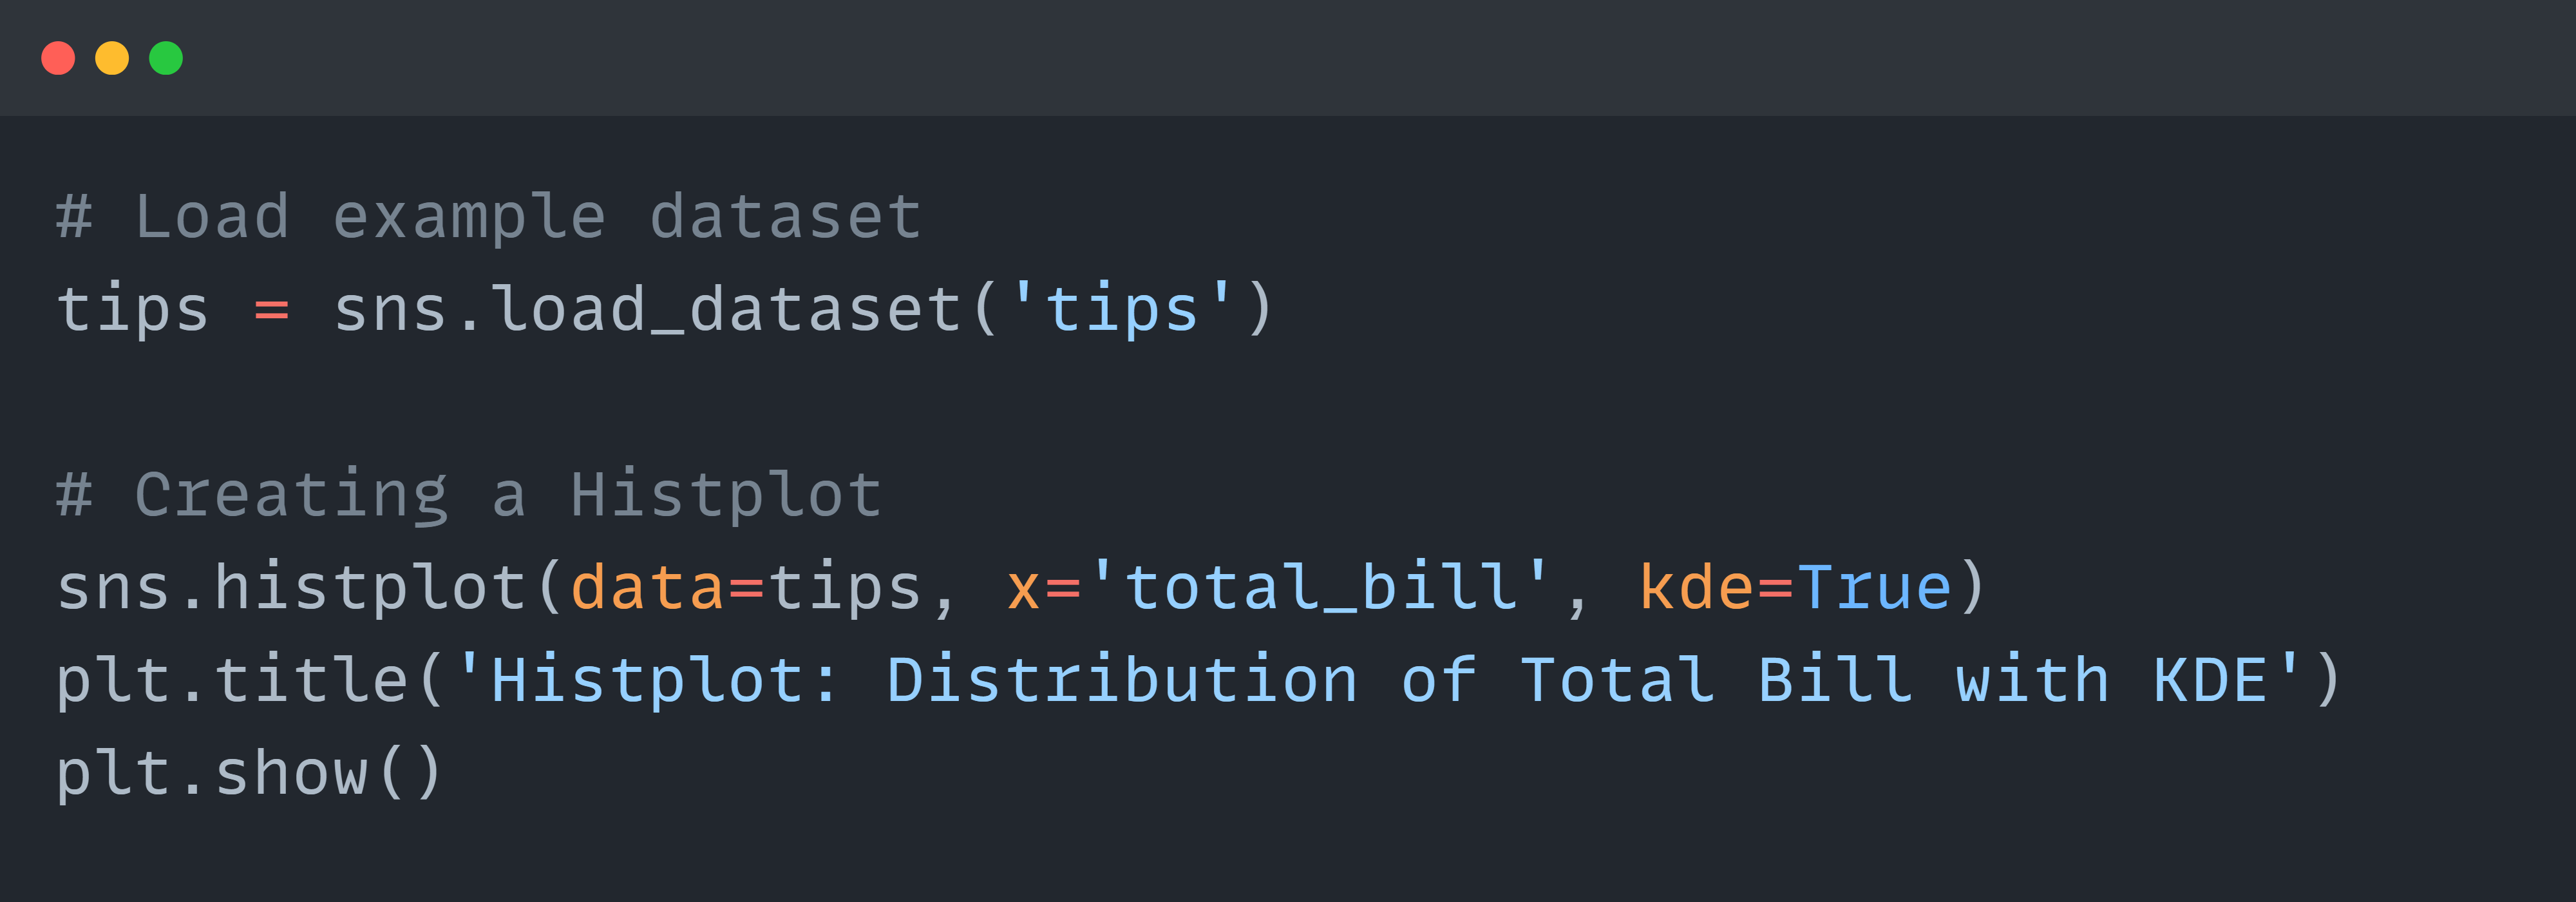 # Load example dataset
tips = sns.load_dataset('tips')
# Creating a Histplot
sns.histplot(data=tips, x='total_bill', kde=True)
plt.title('Histplot: Distribution of Total Bill with KDE')
plt.show()